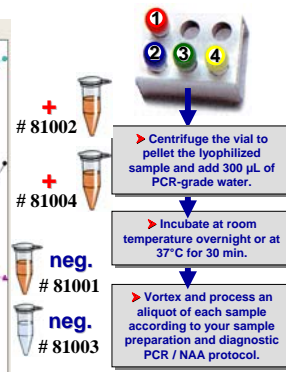 1
2 3 4
+
# 81002
+
# 81004
neg.
# 81001
neg.
# 81003
➤ Centrifuge the vial to
pellet the lyophilized
sample and add 300 µL of
PCR-grade water.
➤ Incubate at room
temperature overnight or at
37°C for 30 min.
➤ Vortex and process an
aliquot of each sample
according to your sample
preparation and diagnostic
PCR / NAA protocol.